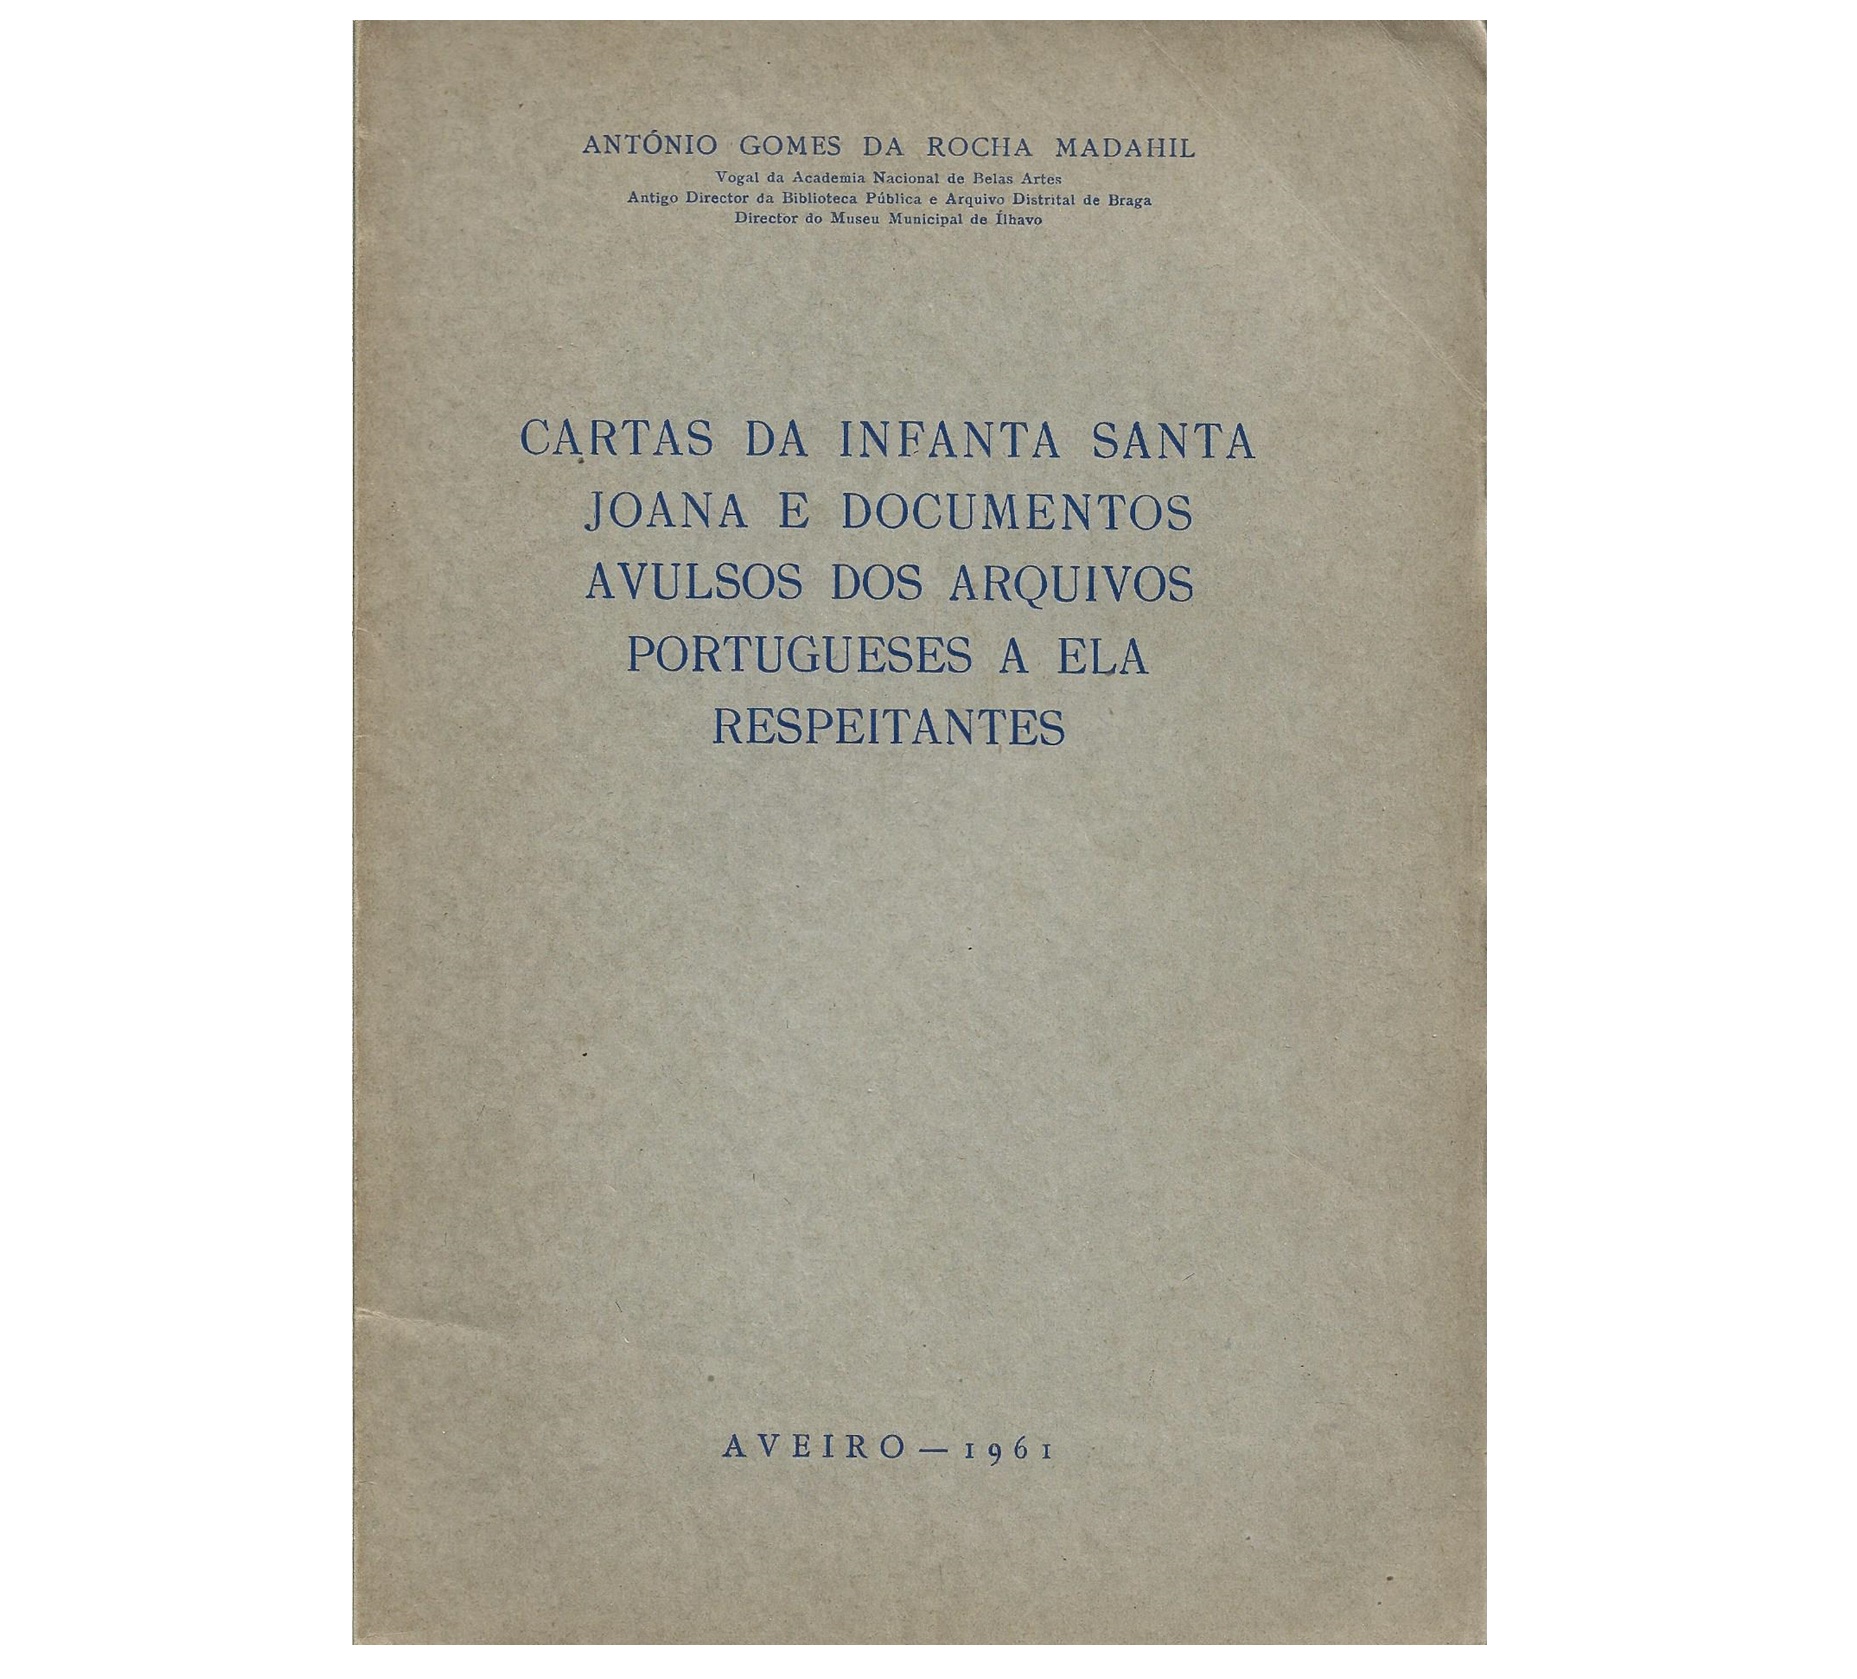 ANTÓNIO GOMES DA ROCHA MADAHIL
Vogal da Academia Nacional de Belas Artes
Antigo Director da Biblioteca Pública e Arquivo Distrital de Braga
Director do Museu Municipal de Ílhavo
CARTAS DA INFANTA SANTA
JOANA E DOCUMENTOS
AVULSOS DOS ARQUIVOS
PORTUGUESES A ELA
RESPEITANTES
AVEIRO — 1961